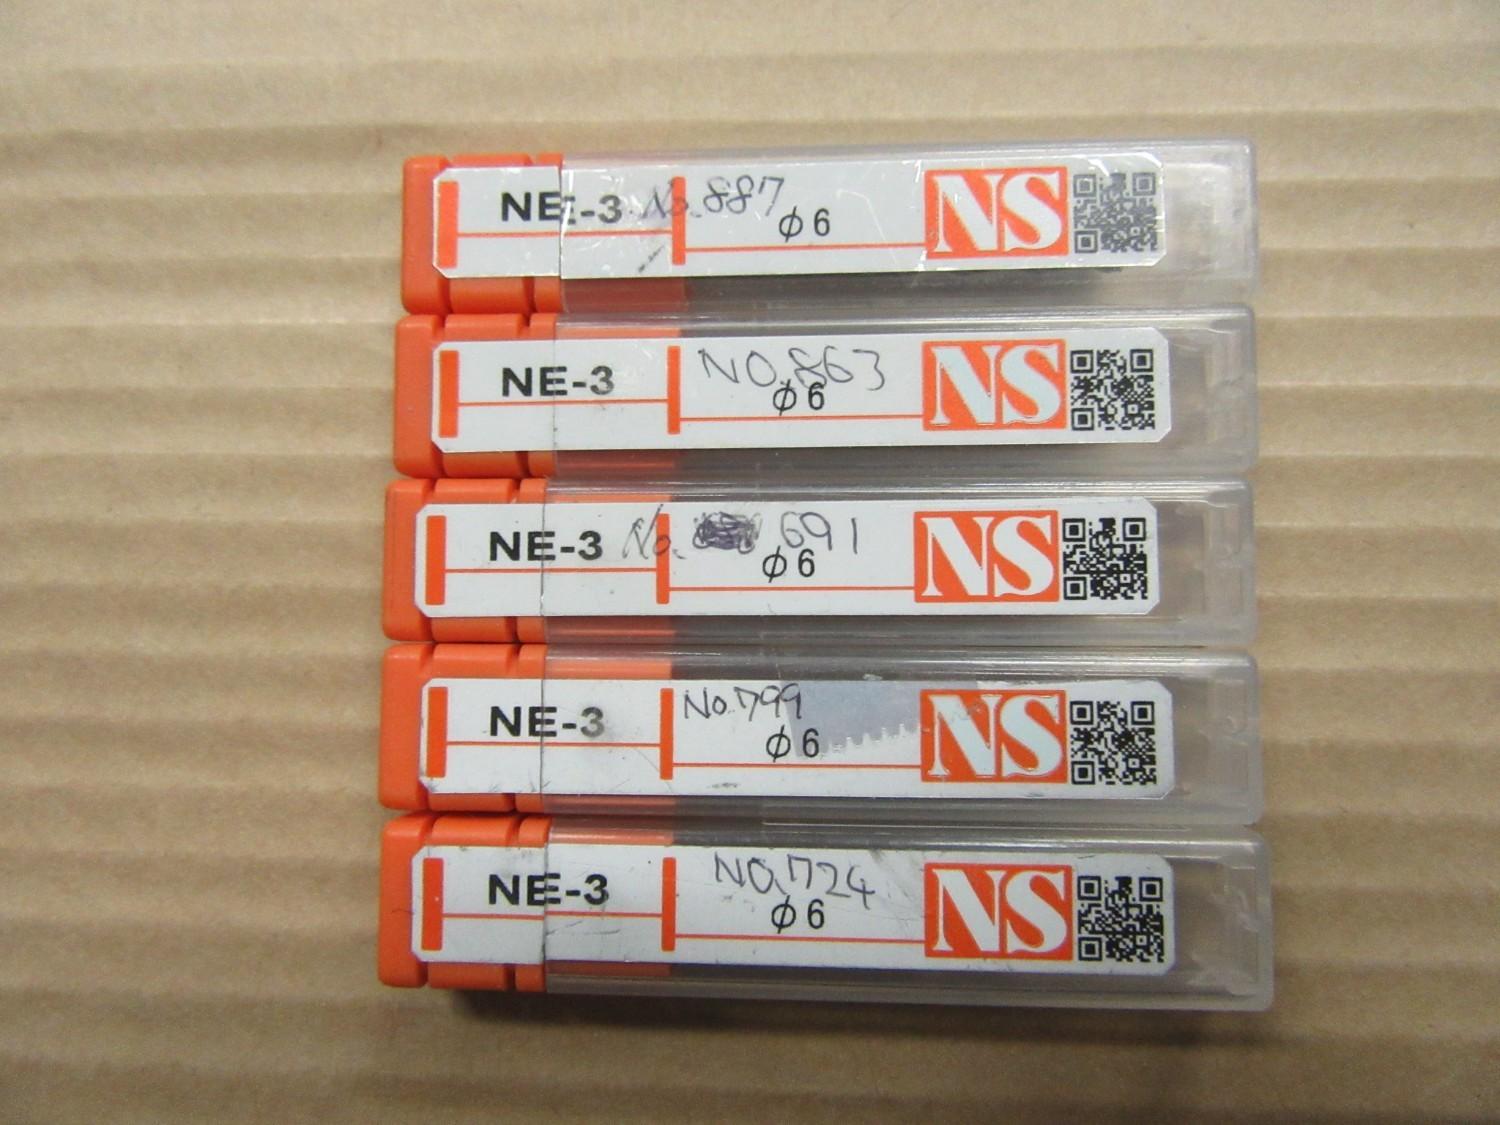 NE-3 No.887
φ6 NS
NE-3 NO.863
φ6 NS
NE-3 No. 691
φ6 NS
NE-3 No.799
φ6 NS
NE-3 NO.724
φ6 NS